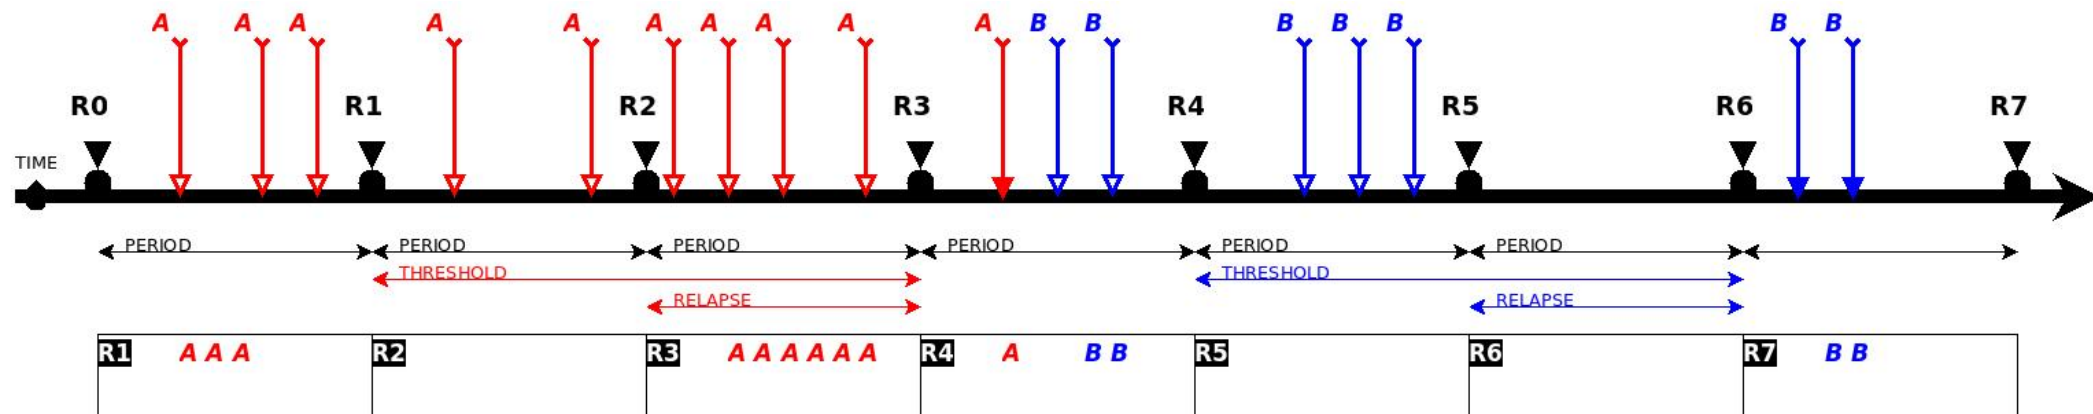 A A A A A A A A A A B B B B B B B
R0 R1 R2 R3 R4 R5 R6 R7
TIME
PERIOD PERIOD PERIOD PERIOD PERIOD PERIOD
THRESHOLD THRESHOLD
RELAPSE RELAPSE
R1 A A A R2 R3 A A A A A A R4 A B B R5 R6 R7 B B